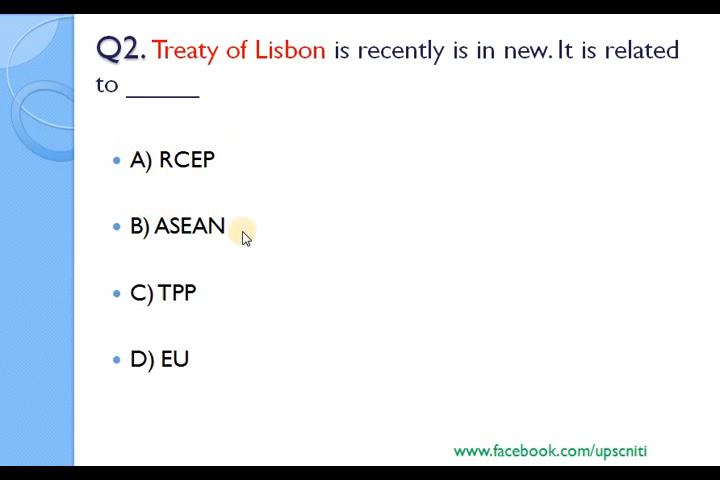 Q2. Treaty of Lisbon is recently is in new. It is related
to _____
• A) RCEP
• B) ASEAN
• C) TPP
• D) EU
www.facebook.com/upscniti